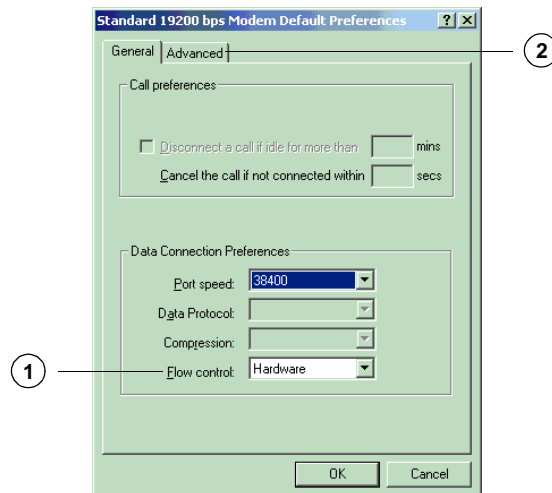 Standard 19200 bps Modem Default Preferences
General Advanced
2
Call preferences
Disconnect a call if idle for more than mins
Cancel the call if not connected within secs
Data Connection Preferences
Port speed: 38400
Data Protocol:
Compression:
1
Flow control: Hardware
OK Cancel